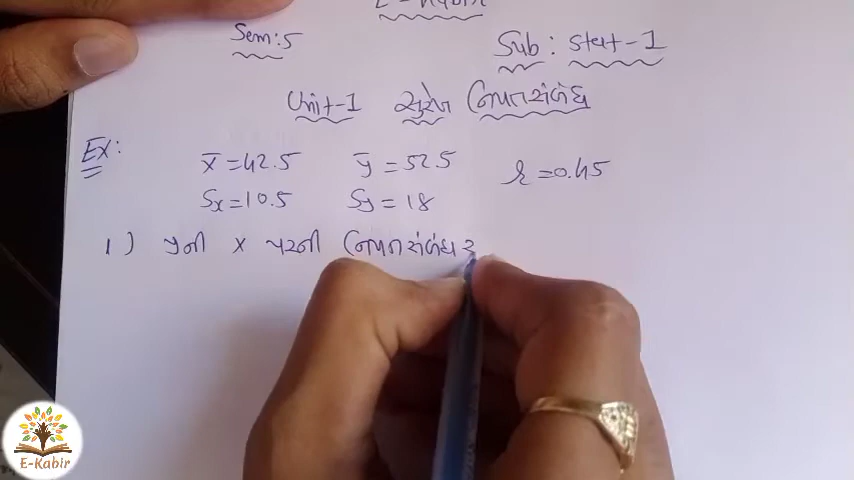 Sem: 5
Sub: Stat-1
Unit-1 સુરેખ નિયતસંબંધ
Ex:
x̄ = 42.5 ȳ = 52.5 r = 0.45
Sx = 10.5 Sy = 18
1) yની x પરની નિયતસંબંધ ર
E-Kabir